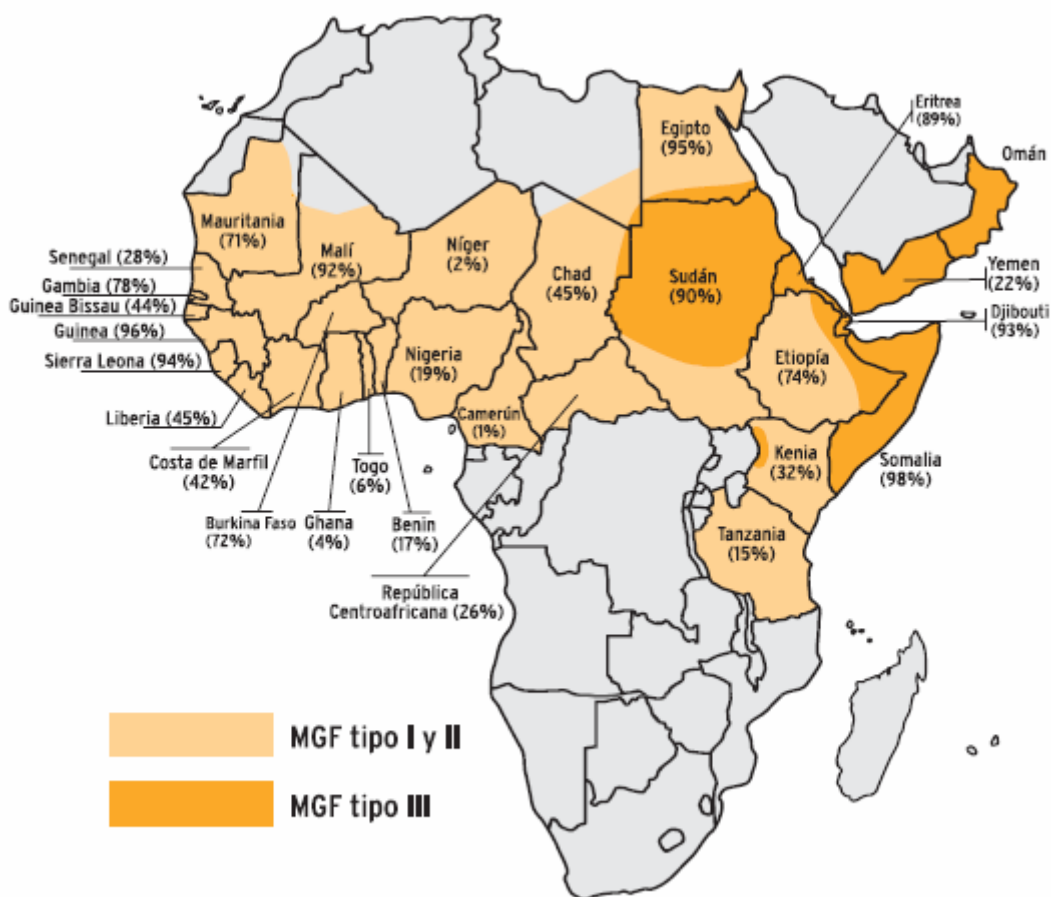 Eritrea
(89%)
Egipto
(95%)
Omán
Mauritania
(71%)
Malí
(92%)
Níger
(2%)
Chad
(45%)
Sudán
(90%)
Yemen
(22%)
Senegal (28%)
Gambia (78%)
Guinea Bissau (44%)
Guinea (96%)
Sierra Leona (94%)
Djibouti
(93%)
Nigeria
(19%)
Etiopía
(74%)
Liberia (45%)
Camerún
(1%)
Costa de Marfil
(42%)
Togo
(6%)
Kenia
(32%)
Somalia
(98%)
Burkina Faso
(72%)
Ghana
(4%)
Benin
(17%)
Tanzania
(15%)
República
Centroafricana (26%)
MGF tipo I y II
MGF tipo III